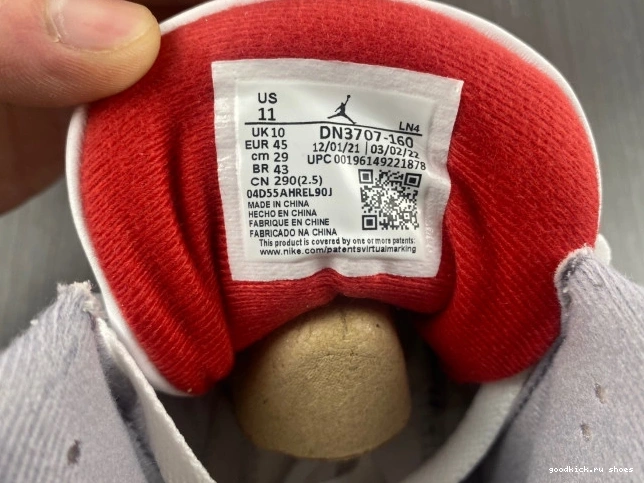 US
11
LN4
UK 10
DN3707-160
EUR 45
12/01/21 | 03/02/22
cm 29
UPC 00196149221878
BR 43
CN 290(2.5)
04D55AHREL90J
MADE IN CHINA
HECHO EN CHINA
FABRIQUE EN CHINE
FABRICADO NA CHINA
This product is covered by one or more patents:
www.nike.com/patentsvirtualmarking
goodkick.ru shoes